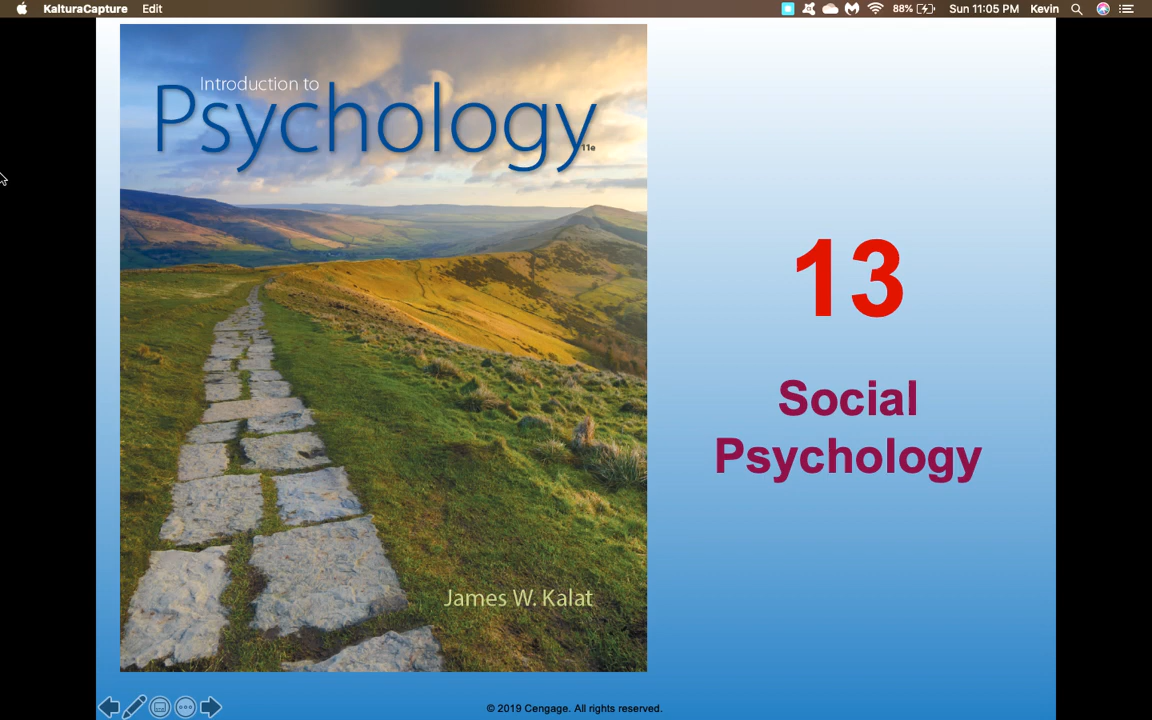 KalturaCapture Edit 88% Sun 11:05 PM Kevin
Introduction to
Psychology
11e
13
Social
Psychology
James W. Kalat
© 2019 Cengage. All rights reserved.